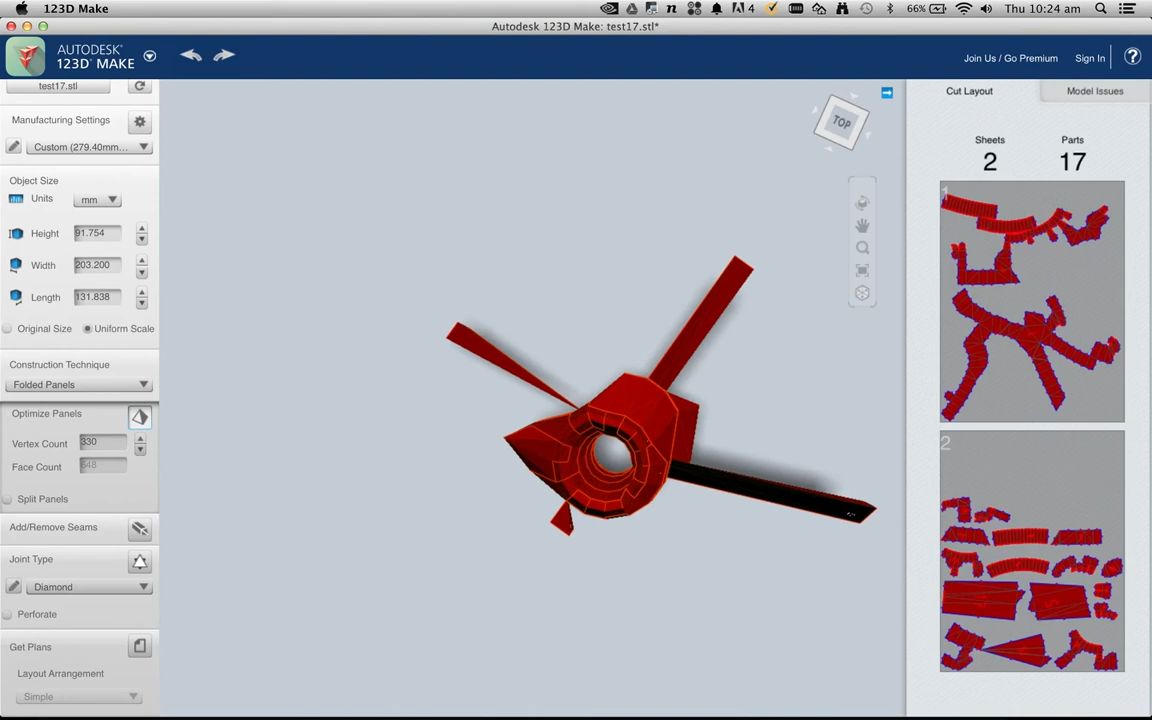 123D Make
4
66%
Thu 10:24 am
Autodesk 123D Make: test17.stl*
AUTODESK®
123D® MAKE
Join Us / Go Premium
Sign In
?
test17.stl
Manufacturing Settings
Custom (279.40mm...
Object Size
Units
mm
Height
91.754
Width
203.200
Length
131.838
Original Size
Uniform Scale
Construction Technique
Folded Panels
Optimize Panels
Vertex Count
330
Face Count
648
Split Panels
Add/Remove Seams
Joint Type
Diamond
Perforate
Get Plans
Layout Arrangement
Simple
TOP
Cut Layout
Model Issues
Sheets
Parts
2
17
1
2